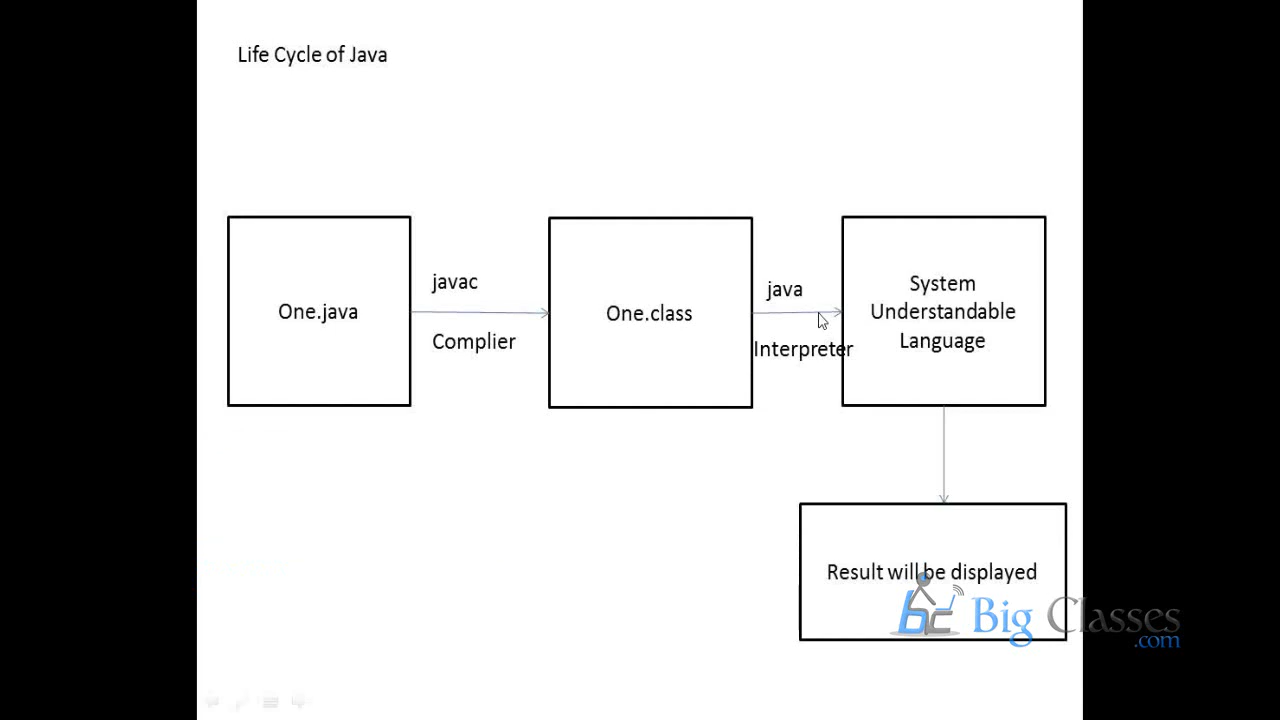 Life Cycle of Java
One.java
javac
Complier
One.class
java
Interpreter
System
Understandable
Language
Result will be displayed
bc Big Classes
.com